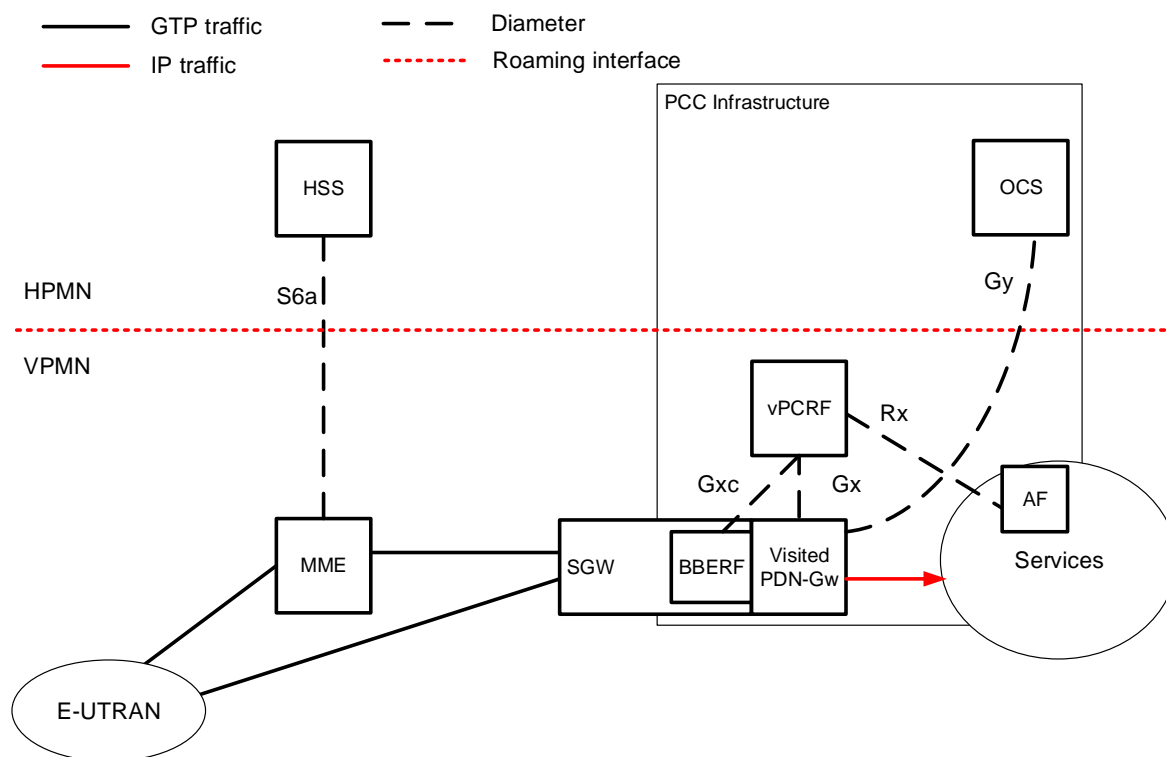 GTP traffic
Diameter
IP traffic
Roaming interface
PCC Infrastructure
HSS
OCS
HPMN
S6a
Gy
VPMN
vPCRF
Rx
Gxc
Gx
AF
MME
SGW
BBERF
Visited
PDN-Gw
Services
E-UTRAN